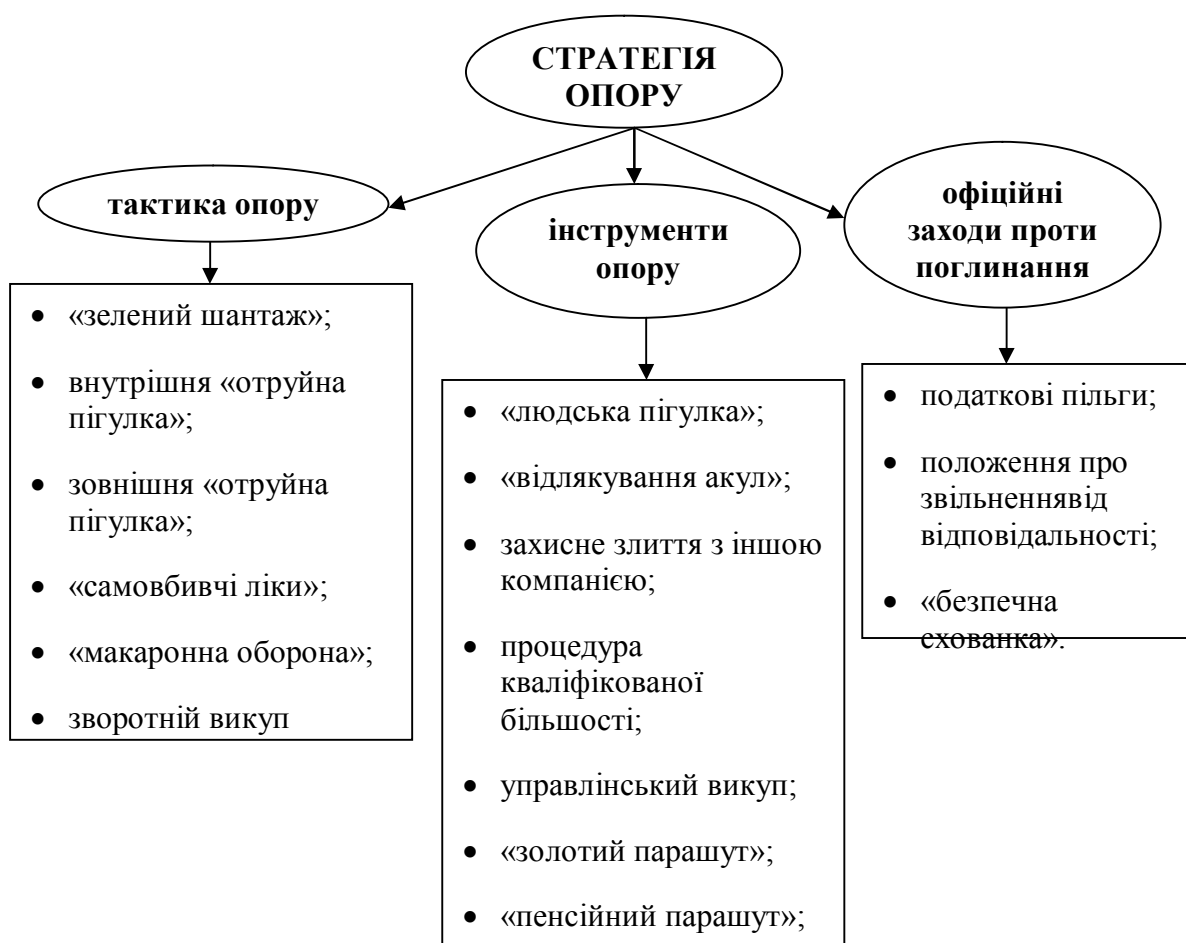 СТРАТЕГІЯ
ОПОРУ
тактика опору
• «зелений шантаж»;
• внутрішня «отруйна
пігулка»;
• зовнішня «отруйна
пігулка»;
• «самовбивчі ліки»;
• «макаронна оборона»;
• зворотній викуп
інструменти
опору
• «людська пігулка»;
• «відлякування акул»;
• захисне злиття з іншою
компанією;
• процедура
кваліфікованої
більшості;
• управлінський викуп;
• «золотий парашут»;
• «пенсійний парашут»;
офіційні
заходи проти
поглинання
• податкові пільги;
• положення про
звільненнявід
відповідальності;
• «безпечна
схованка».